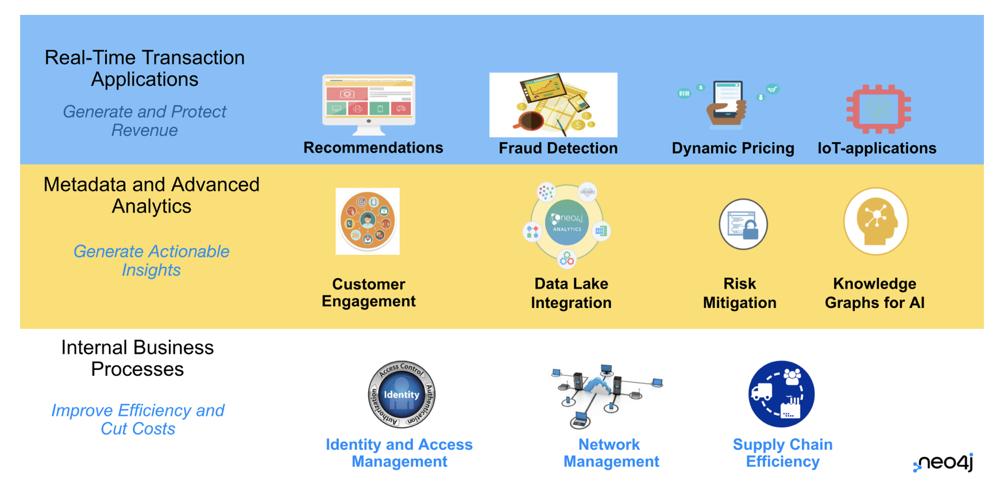 Real-Time Transaction
Applications
Generate and Protect
Revenue
Recommendations
Fraud Detection
Dynamic Pricing
IoT-applications
Metadata and Advanced
Analytics
Generate Actionable
Insights
neo4j
ANALYTICS
</>
Customer
Engagement
Data Lake
Integration
Risk
Mitigation
Knowledge
Graphs for AI
Internal Business
Processes
Improve Efficiency and
Cut Costs
Access Control
Authentication
Authorization
Identity
Identity and Access
Management
Network
Management
Supply Chain
Efficiency
neo4j